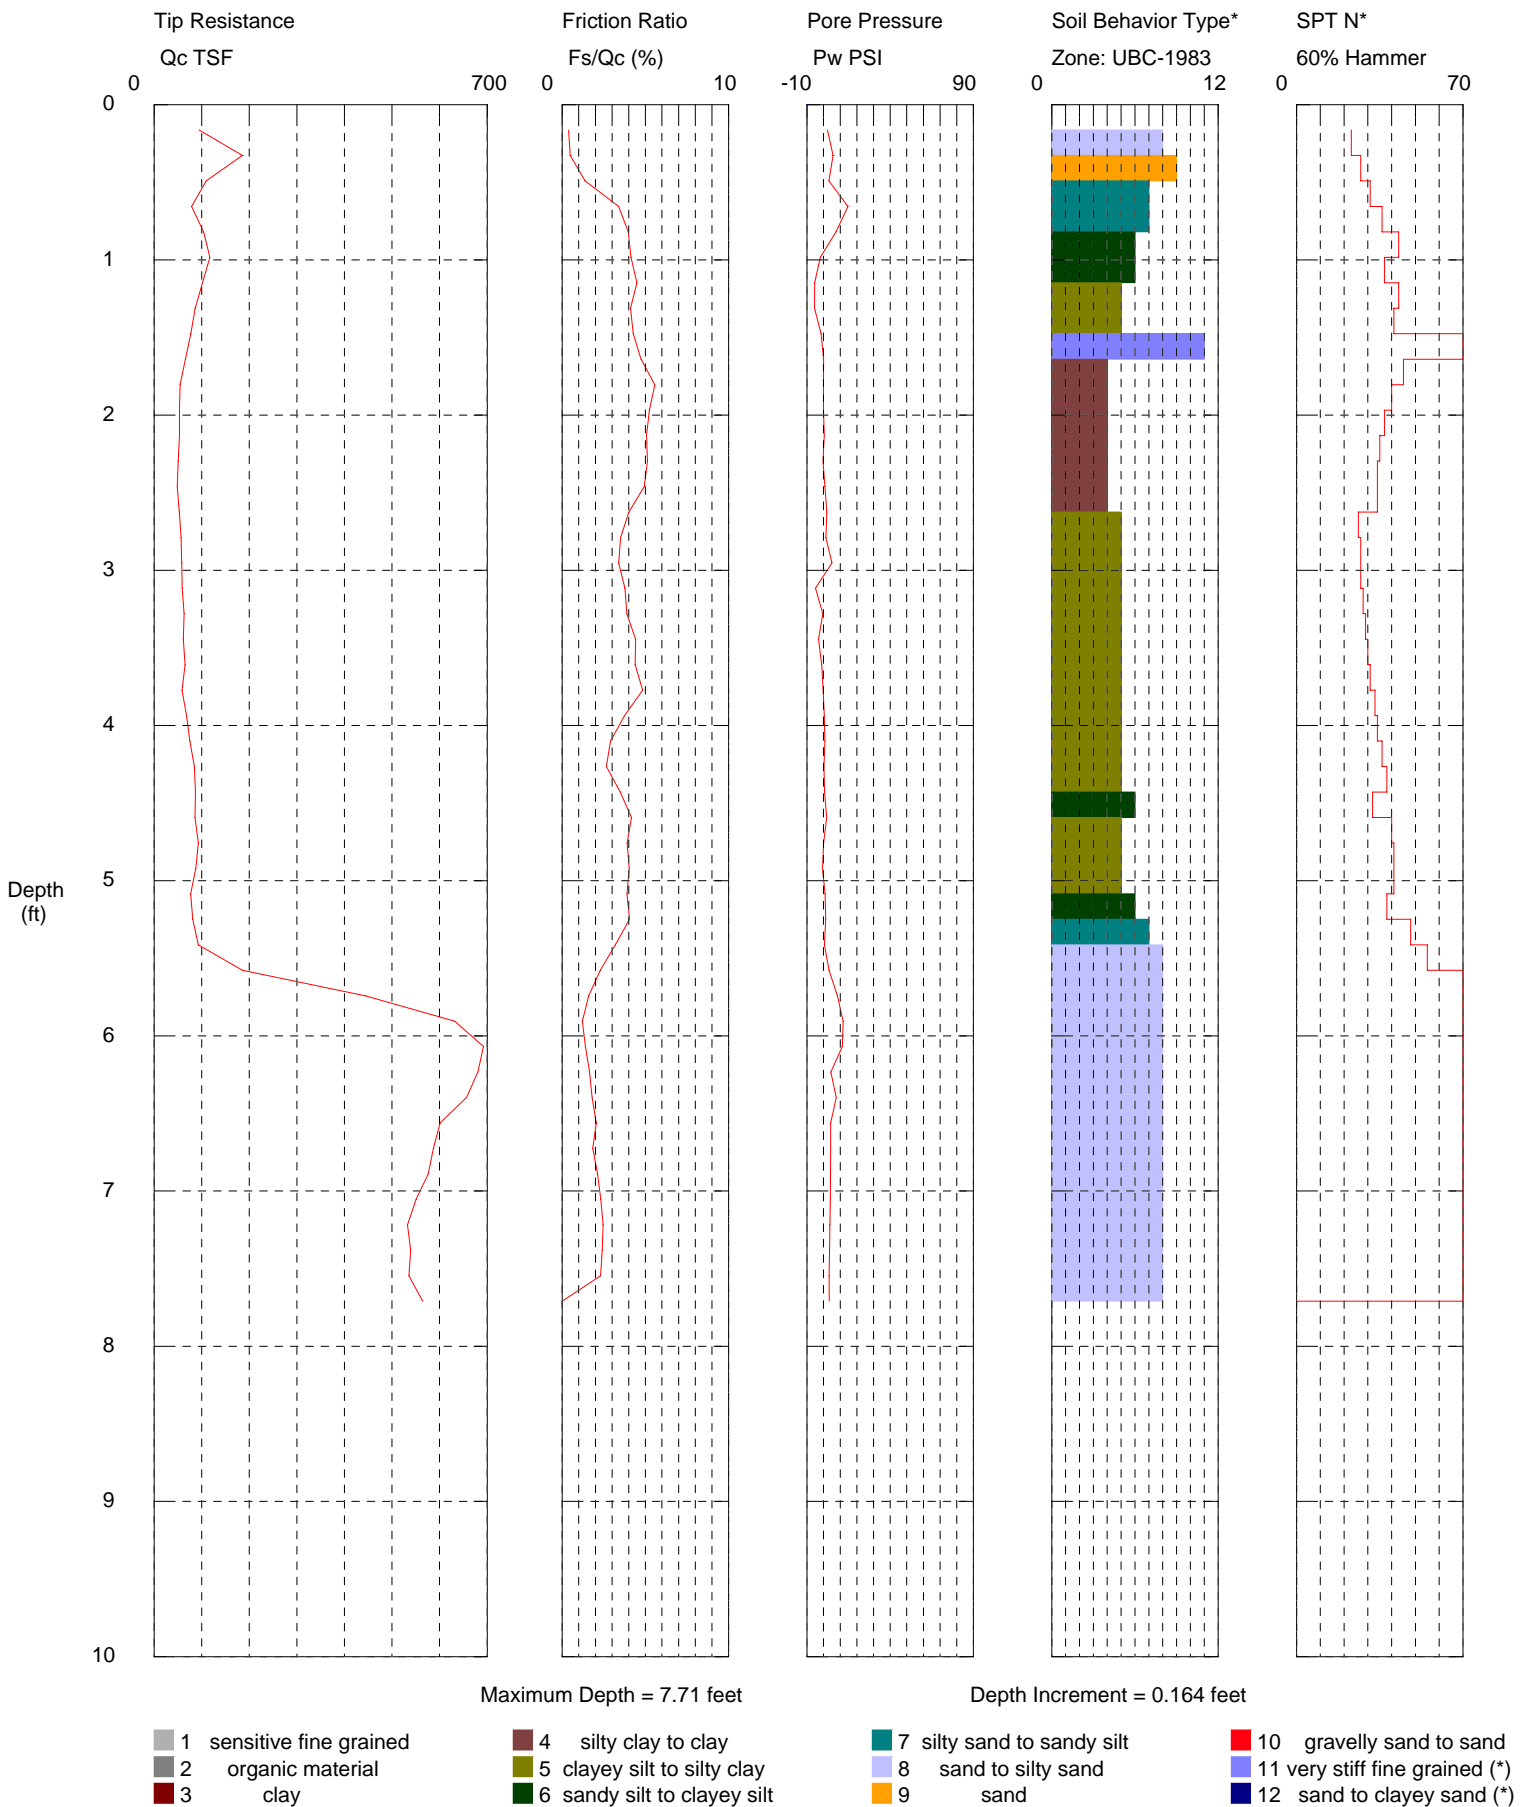 Tip Resistance Friction Ratio Pore Pressure Soil Behavior Type* SPT N*
Qc TSF Fs/Qc (%) Pw PSI Zone: UBC-1983 60% Hammer
0 700 0 10 -10 90 0 12 0 70
0
1
2
3
4
5
Depth
(ft)
6
7
8
9
10
Maximum Depth = 7.71 feet Depth Increment = 0.164 feet
1 sensitive fine grained 4 silty clay to clay 7 silty sand to sandy silt 10 gravelly sand to sand
2 organic material 5 clayey silt to silty clay 8 sand to silty sand 11 very stiff fine grained (*)
3 clay 6 sandy silt to clayey silt 9 sand 12 sand to clayey sand (*)